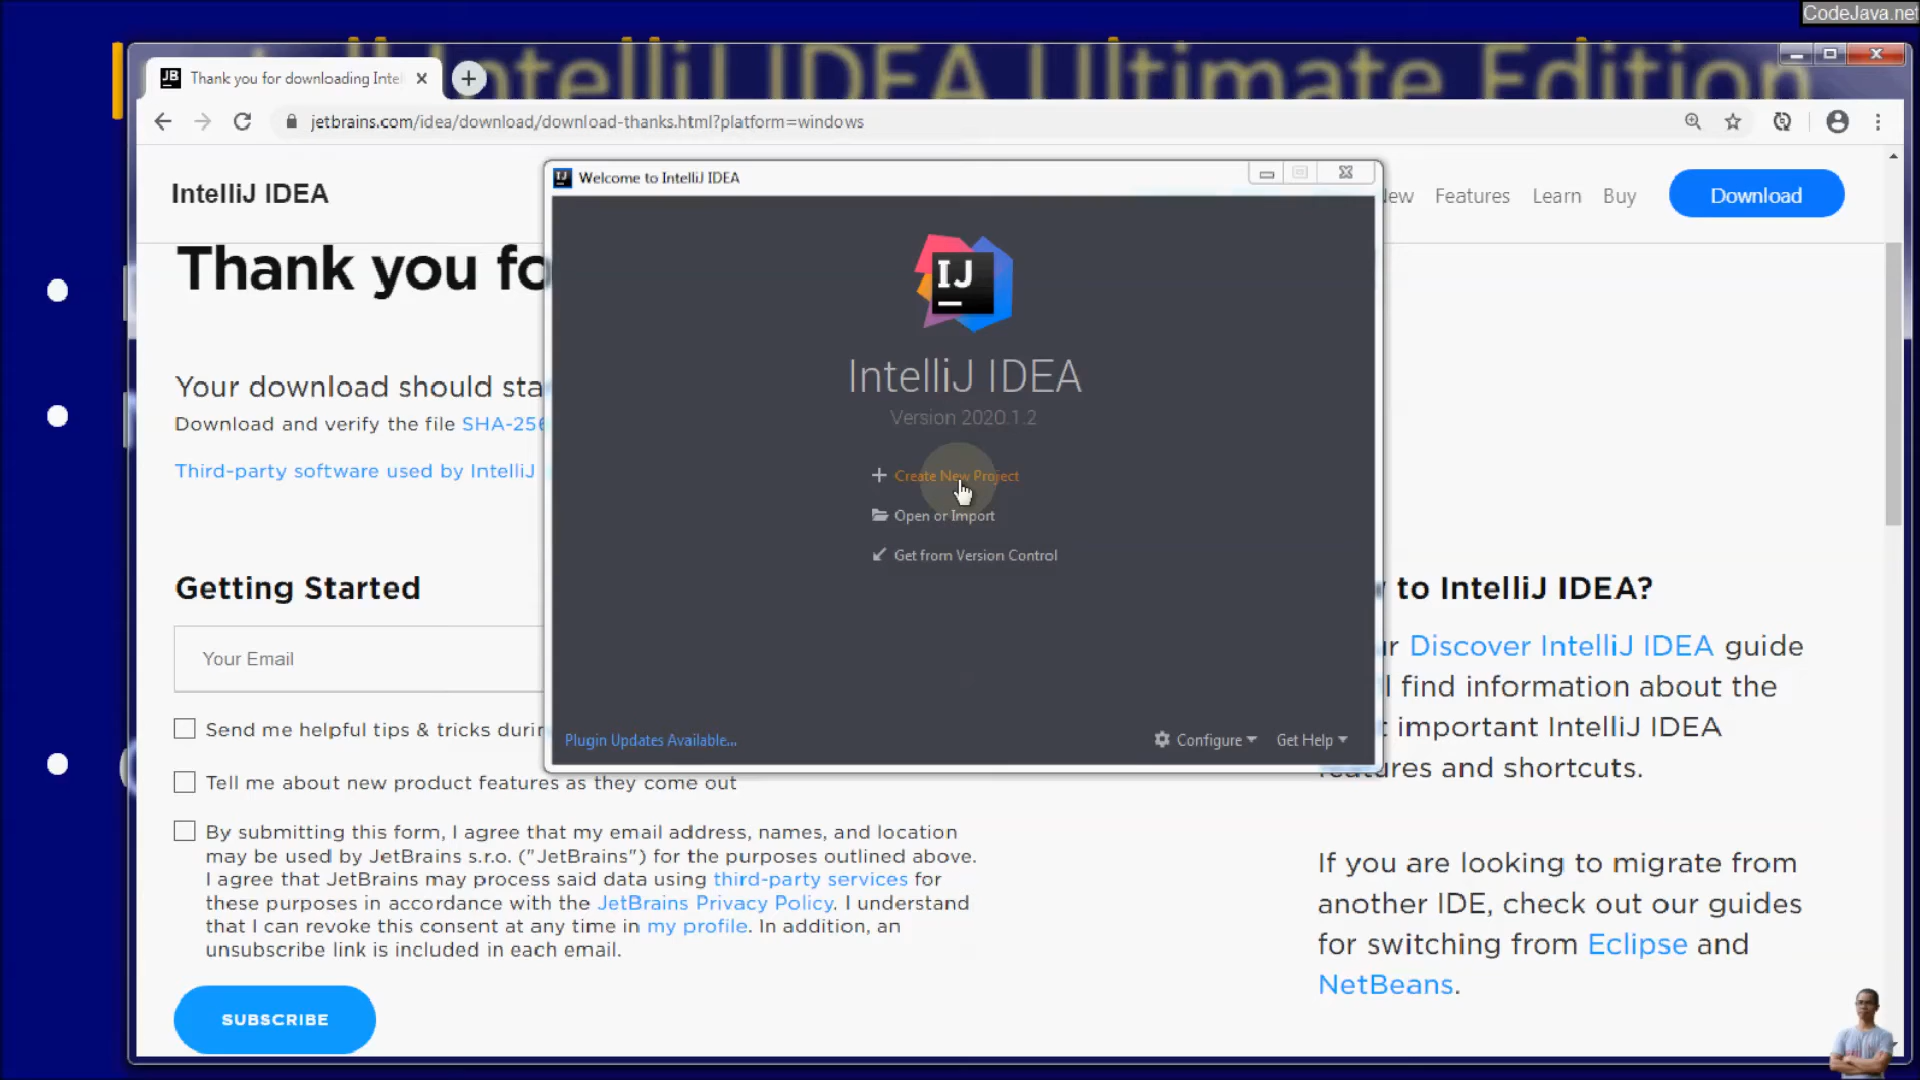 CodeJava.net
IntelliJ IDEA Ultimate Edition
JB Thank you for downloading Inte
jetbrains.com/idea/download/download-thanks.html?platform=windows
IntelliJ IDEA
Features Learn Buy Download
Thank you fo
Your download should sta
Download and verify the file SHA-256
Third-party software used by IntelliJ
Getting Started
Your Email
Send me helpful tips & tricks durin
Tell me about new product features as they come out
By submitting this form, I agree that my email address, names, and location
may be used by JetBrains s.r.o. ("JetBrains") for the purposes outlined above.
I agree that JetBrains may process said data using third-party services for
these purposes in accordance with the JetBrains Privacy Policy. I understand
that I can revoke this consent at any time in my profile. In addition, an
unsubscribe link is included in each email.
SUBSCRIBE
IJ Welcome to IntelliJ IDEA
IJ
IntelliJ IDEA
Version 2020.1.2
Create New Project
Open or Import
Get from Version Control
Plugin Updates Available...
Configure Get Help
to IntelliJ IDEA?
Discover IntelliJ IDEA guide
find information about the
important IntelliJ IDEA
features and shortcuts.
If you are looking to migrate from
another IDE, check out our guides
for switching from Eclipse and
NetBeans.